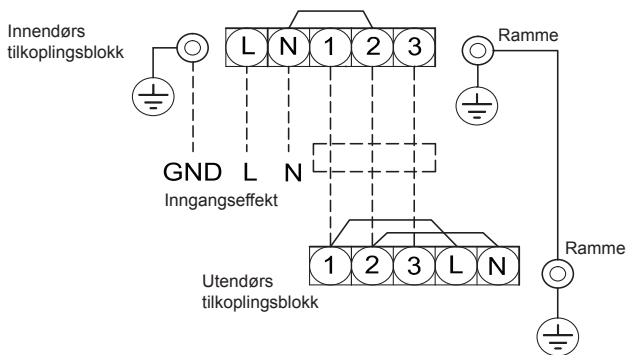 Innendørs
tilkoplingsblokk
L N 1 2 3
Ramme
GND L N
Inngangseffekt
1 2 3 L N
Ramme
Utendørs
tilkoplingsblokk